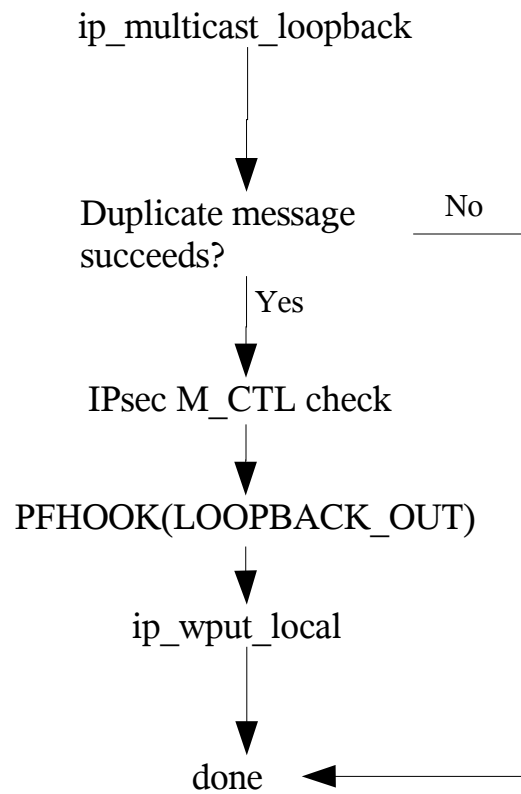 ip_multicast_loopback
Duplicate message
No
succeeds?
Yes
IPsec M_CTL check
PFHOOK(LOOPBACK_OUT)
ip_wput_local
done